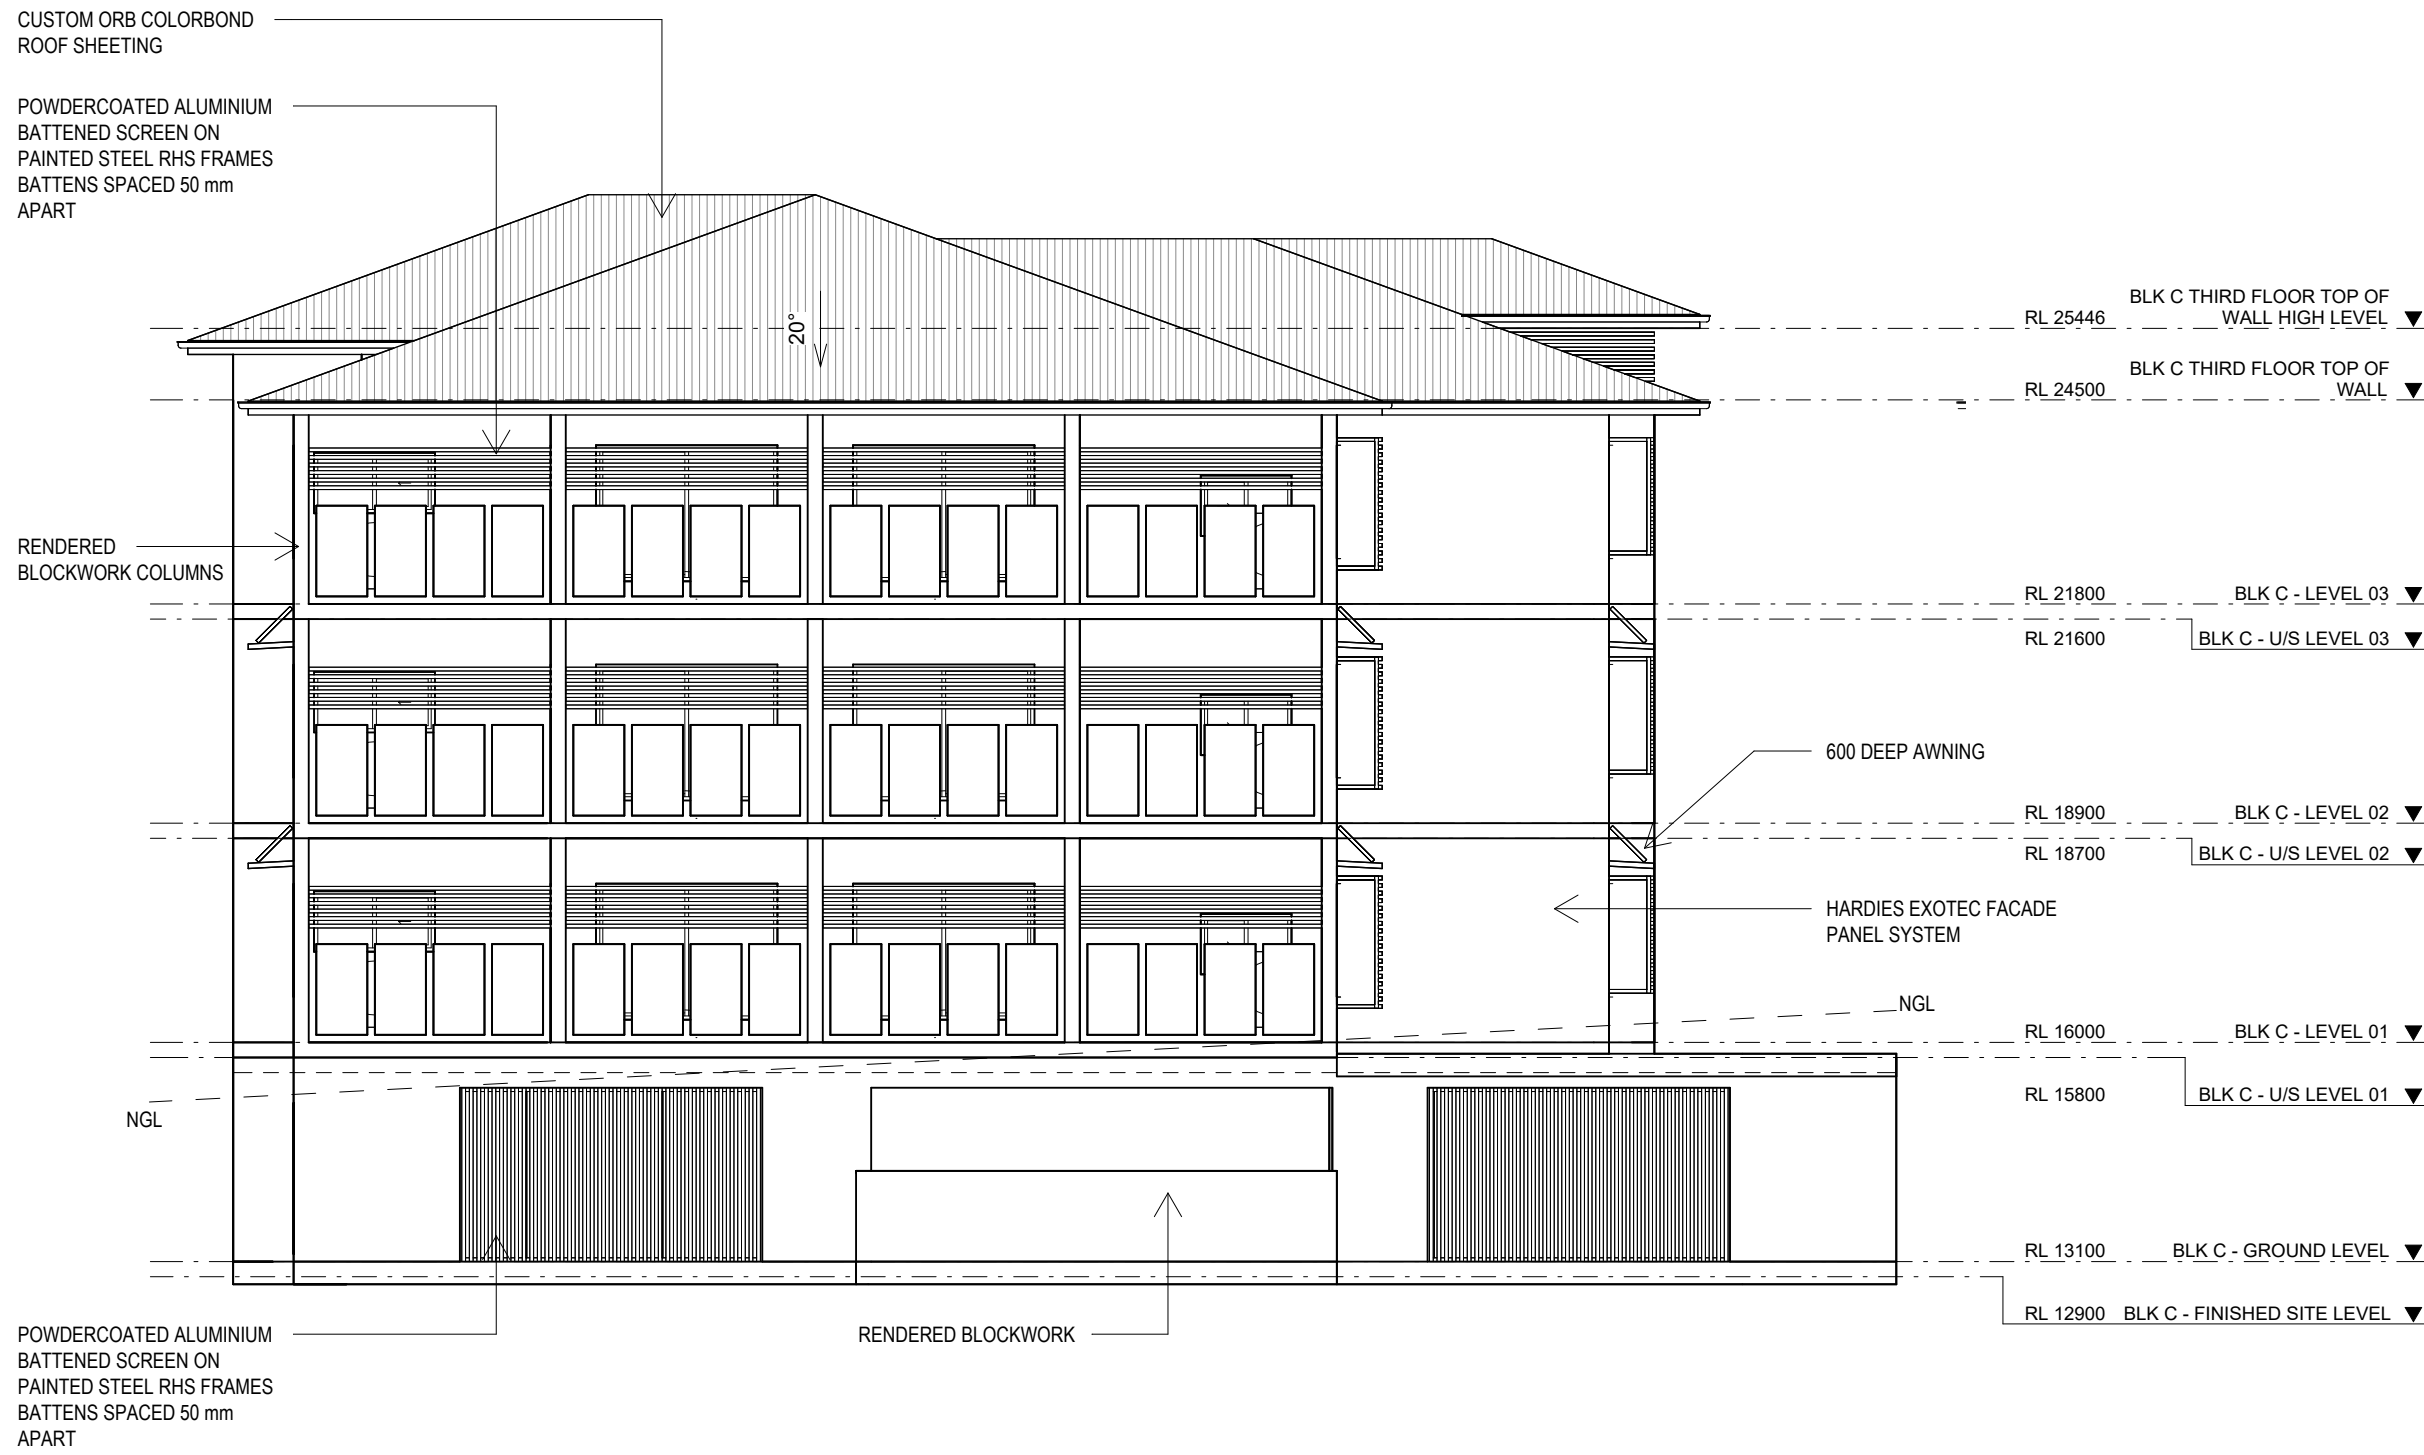 CUSTOM ORB COLORBOND
ROOF SHEETING
POWDERCOATED ALUMINIUM
BATTENED SCREEN ON
PAINTED STEEL RHS FRAMES
BATTENS SPACED 50 mm
APART
20°
RL 25446
BLK C THIRD FLOOR TOP OF
WALL HIGH LEVEL
RL 24500
BLK C THIRD FLOOR TOP OF
WALL
RENDERED
BLOCKWORK COLUMNS
RL 21800 BLK C - LEVEL 03
RL 21600 BLK C - U/S LEVEL 03
600 DEEP AWNING
RL 18900 BLK C - LEVEL 02
RL 18700 BLK C - U/S LEVEL 02
HARDIES EXOTEC FACADE
PANEL SYSTEM
NGL
RL 16000 BLK C - LEVEL 01
RL 15800 BLK C - U/S LEVEL 01
NGL
RL 13100 BLK C - GROUND LEVEL
RL 12900 BLK C - FINISHED SITE LEVEL
POWDERCOATED ALUMINIUM
BATTENED SCREEN ON
PAINTED STEEL RHS FRAMES
BATTENS SPACED 50 mm
APART
RENDERED BLOCKWORK